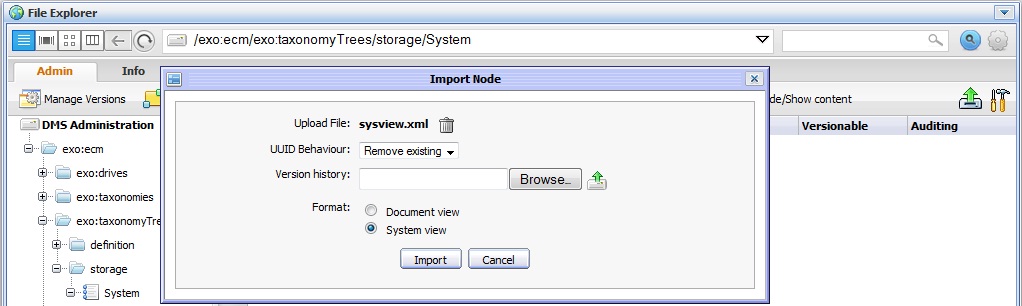 File Explorer
/exo:ecm/exo:taxonomyTrees/storage/System
Admin Info
Import Node
Manage Versions
de/Show content
DMS Administration
Versionable Auditing
exo:ecm
exo:drives
exo:taxonomies
exo:taxonomyTre
definition
storage
System
Upload File: sysview.xml
UUID Behaviour: Remove existing
Version history: Browse...
Format: Document view
System view
Import Cancel